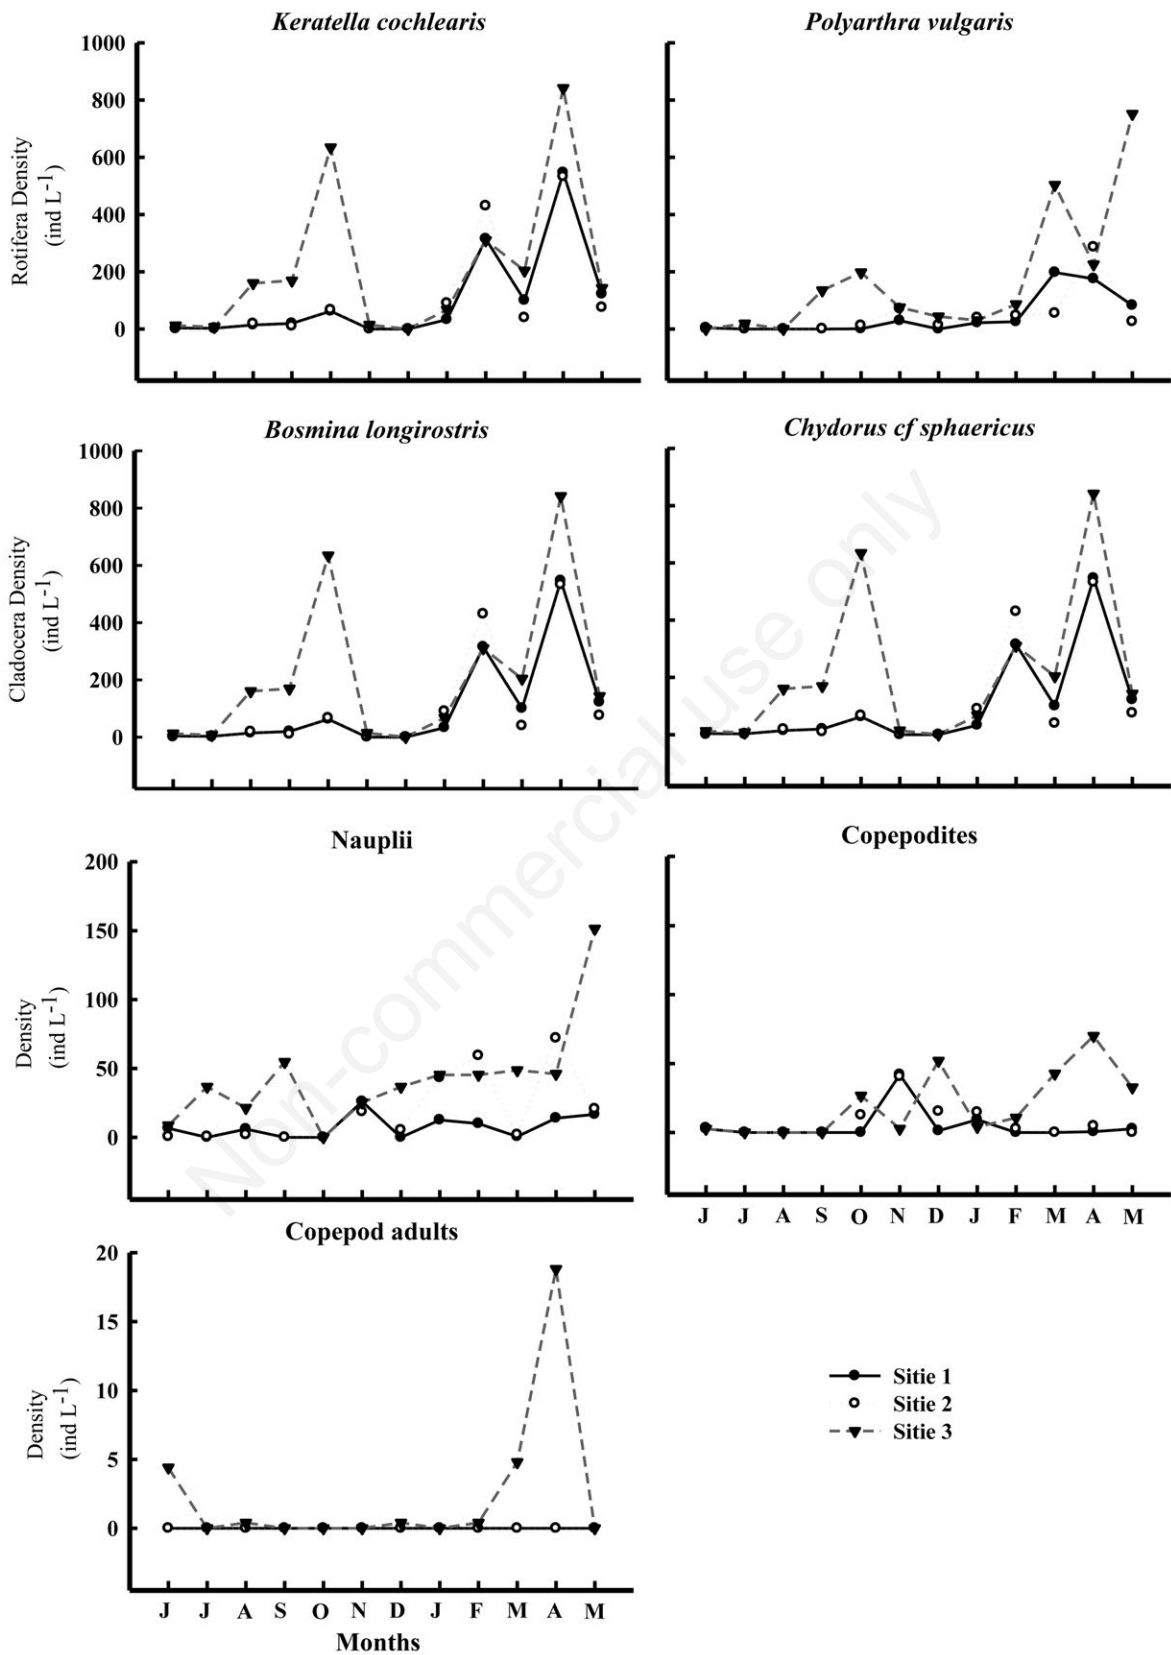 Keratella cochlearis
Polyarthra vulgaris
Rotifera Density
(ind L⁻¹)
1000
800
600
400
200
0
Bosmina longirostris
Chydorus cf sphaericus
Cladocera Density
(ind L⁻¹)
1000
800
600
400
200
0
Nauplii
Copepodites
Density
(ind L⁻¹)
200
150
100
50
0
J J A S O N D J F M A M
Copepod adults
Density
(ind L⁻¹)
20
15
10
5
0
J J A S O N D J F M A M
Months
Sitie 1
Sitie 2
Sitie 3
Non-commercial use only